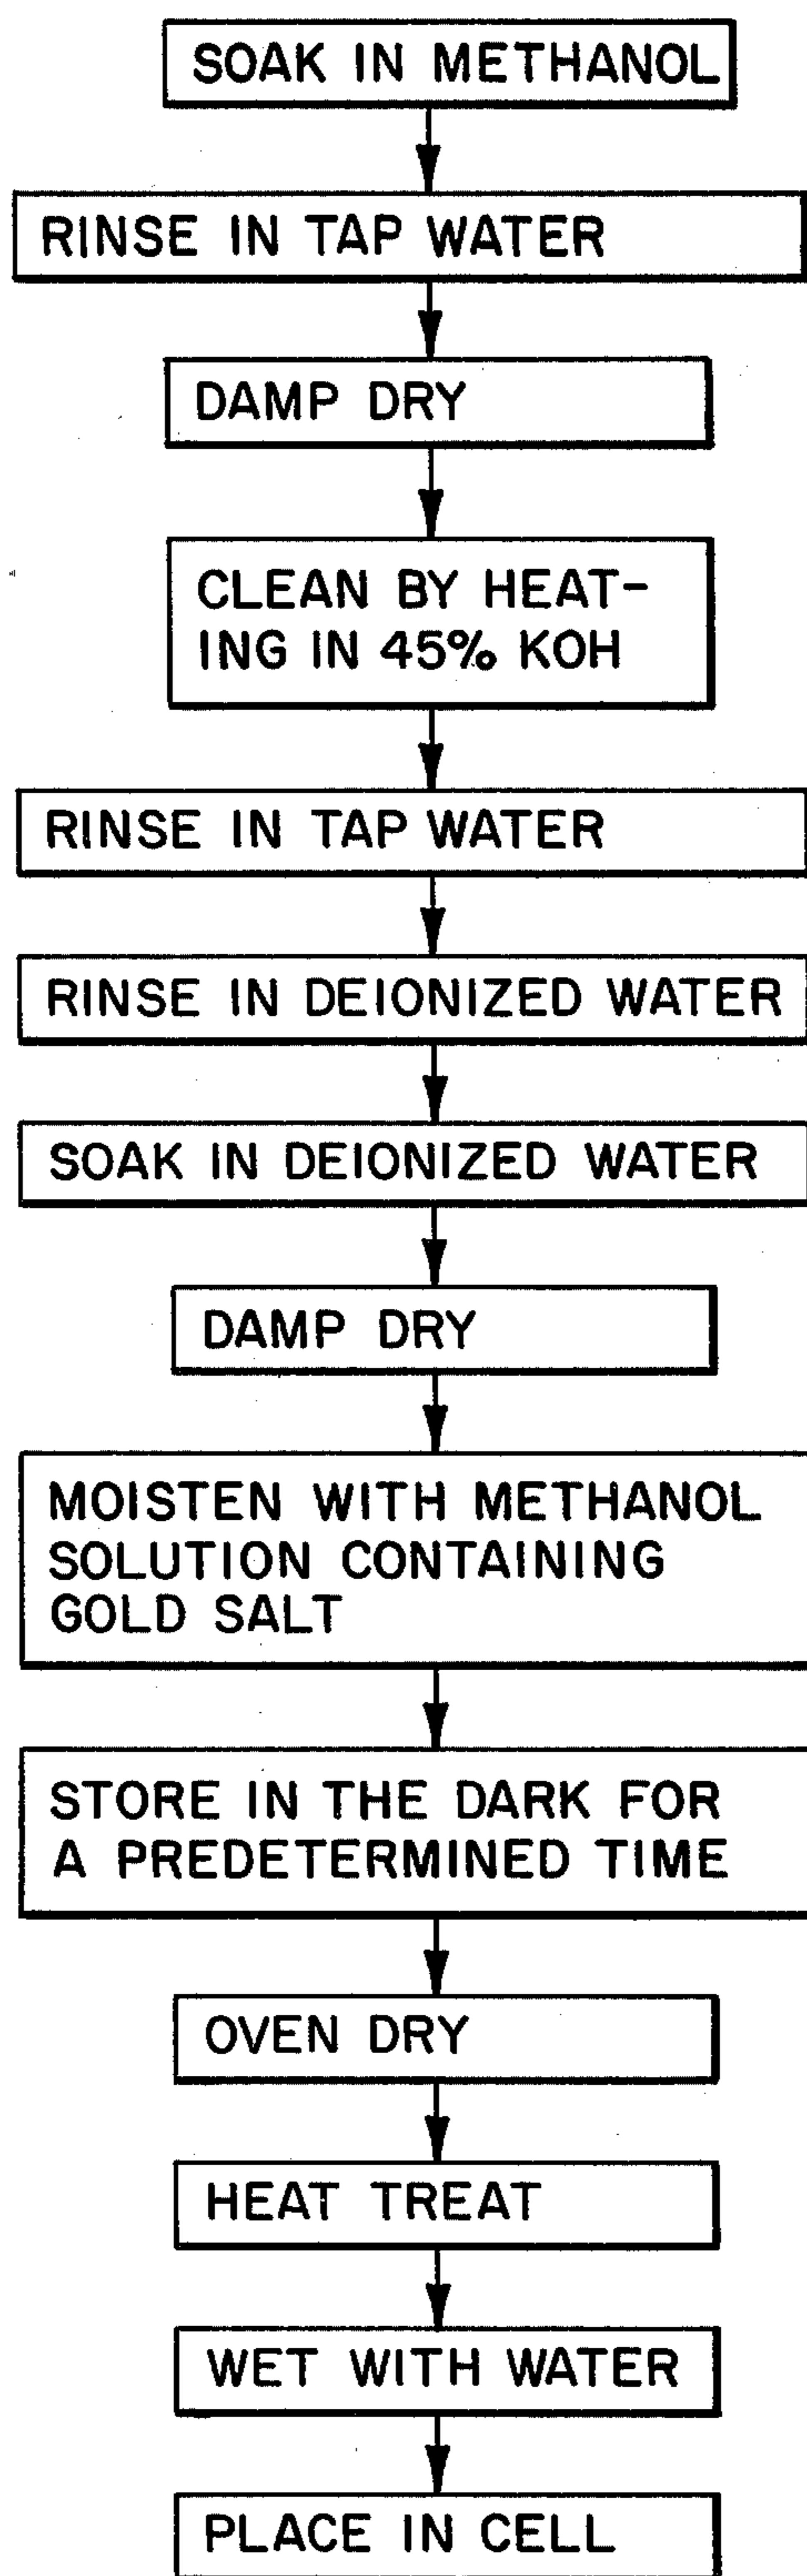 SOAK IN METHANOL
RINSE IN TAP WATER
DAMP DRY
CLEAN BY HEAT-
ING IN 45% KOH
RINSE IN TAP WATER
RINSE IN DEIONIZED WATER
SOAK IN DEIONIZED WATER
DAMP DRY
MOISTEN WITH METHANOL
SOLUTION CONTAINING
GOLD SALT
STORE IN THE DARK FOR
A PREDETERMINED TIME
OVEN DRY
HEAT TREAT
WET WITH WATER
PLACE IN CELL